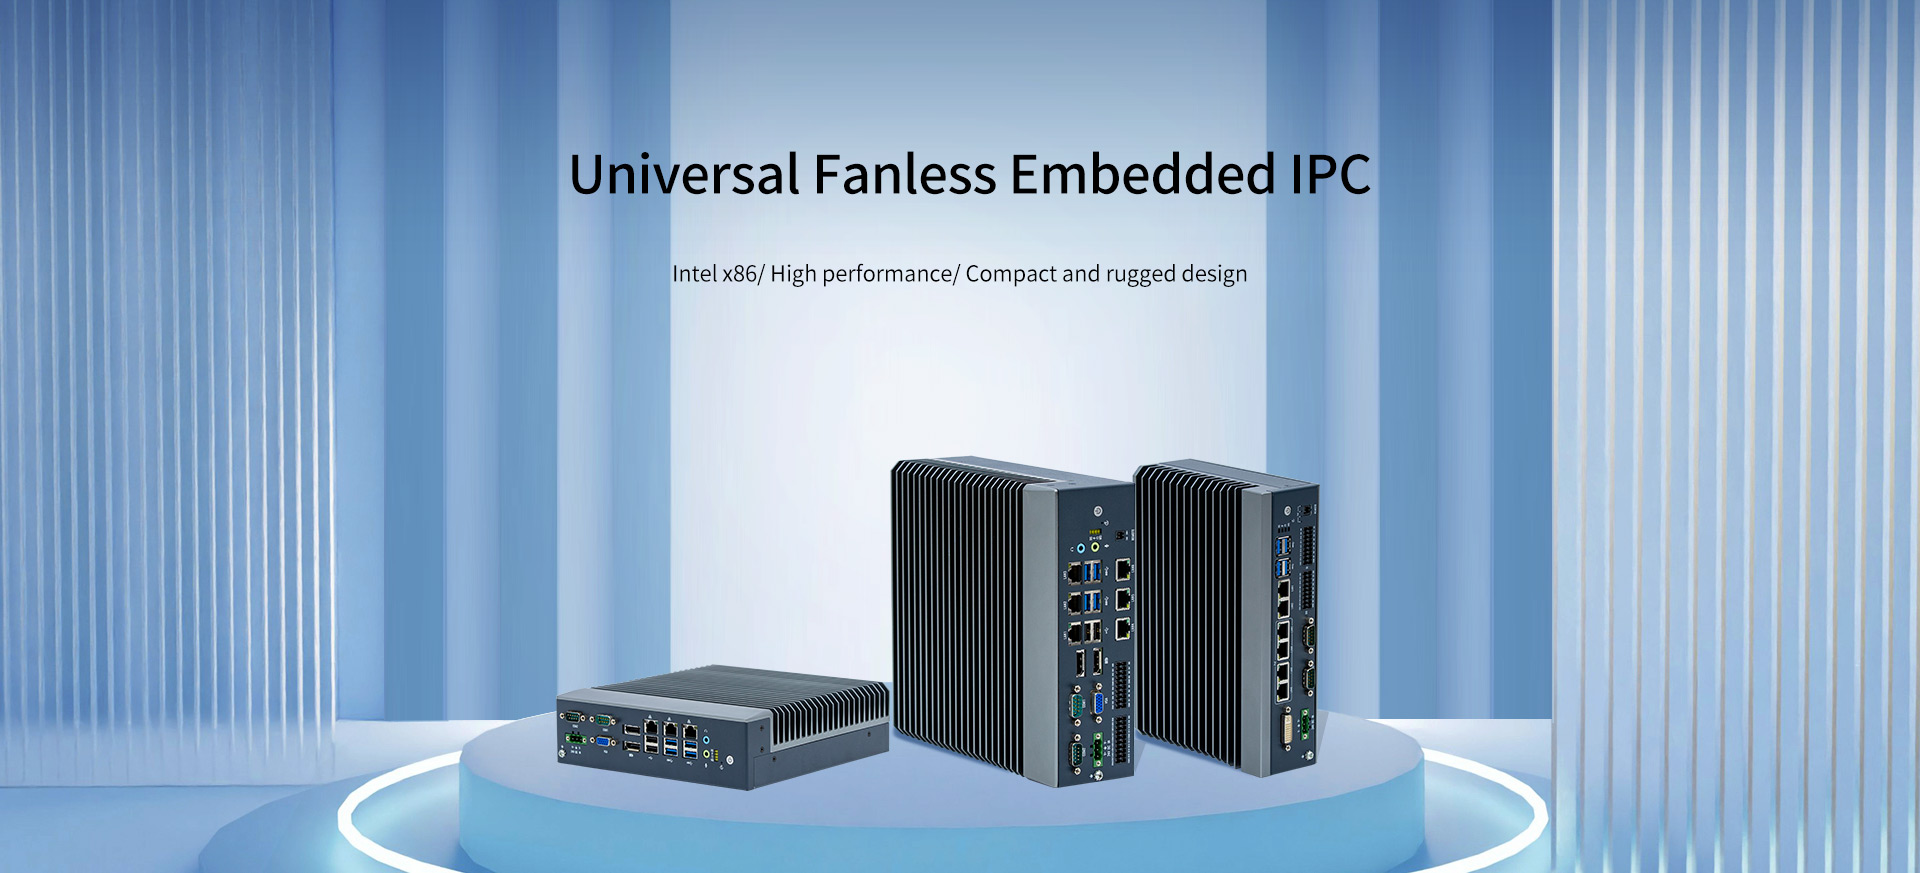 Universal Fanless Embedded IPC
Intel x86/ High performance/ Compact and rugged design